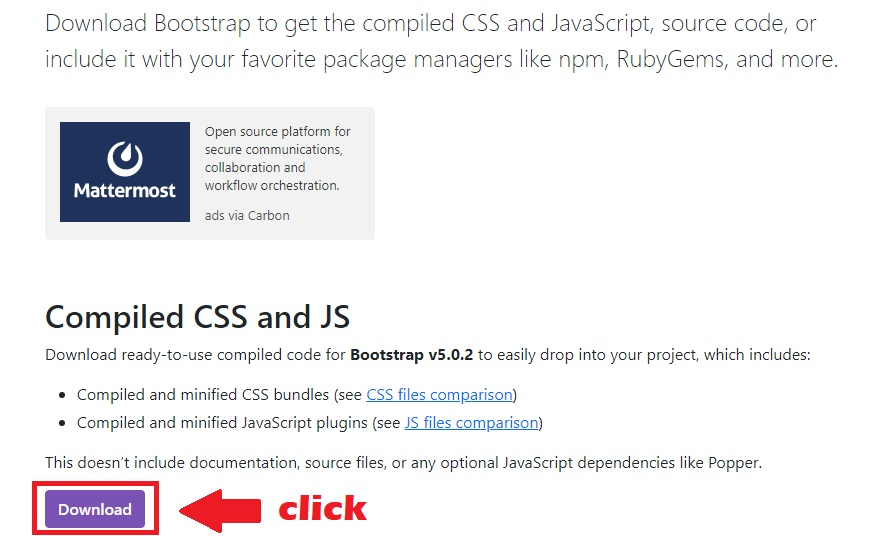 Download Bootstrap to get the compiled CSS and JavaScript, source code, or
include it with your favorite package managers like npm, RubyGems, and more.
Mattermost
Open source platform for
secure communications,
collaboration and
workflow orchestration.
ads via Carbon
Compiled CSS and JS
Download ready-to-use compiled code for Bootstrap v5.0.2 to easily drop into your project, which includes:
• Compiled and minified CSS bundles (see CSS files comparison)
• Compiled and minified JavaScript plugins (see JS files comparison)
This doesn’t include documentation, source files, or any optional JavaScript dependencies like Popper.
Download
click